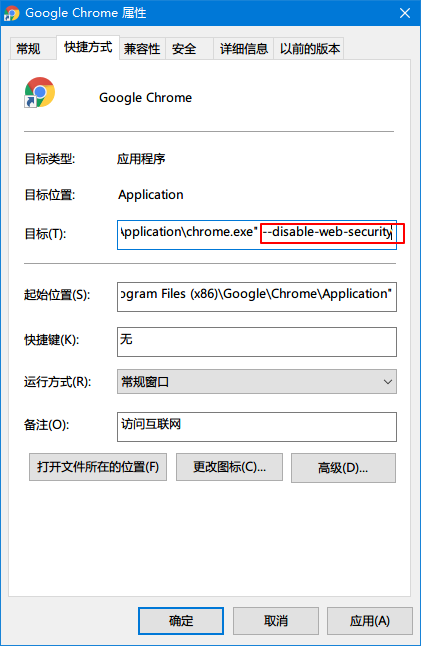 Google Chrome 属性
常规 快捷方式 兼容性 安全 详细信息 以前的版本
Google Chrome
目标类型: 应用程序
目标位置: Application
目标(T): \pplication\chrome.exe" --disable-web-security
起始位置(S): ogram Files (x86)\Google\Chrome\Application"
快捷键(K): 无
运行方式(R): 常规窗口
备注(O): 访问互联网
打开文件所在的位置(F) 更改图标(C)... 高级(D)...
确定 取消 应用(A)